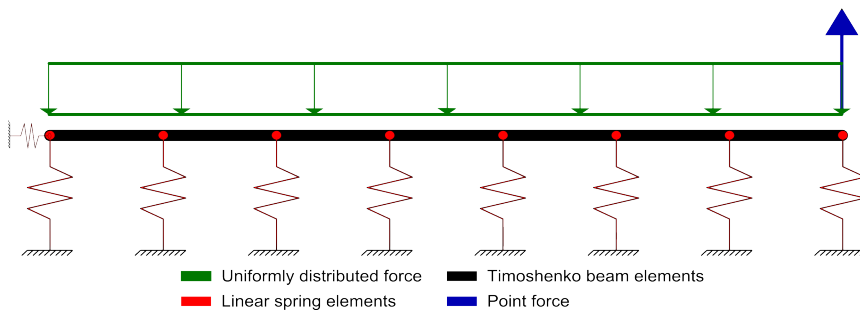 Uniformly distributed force
Timoshenko beam elements
Linear spring elements
Point force